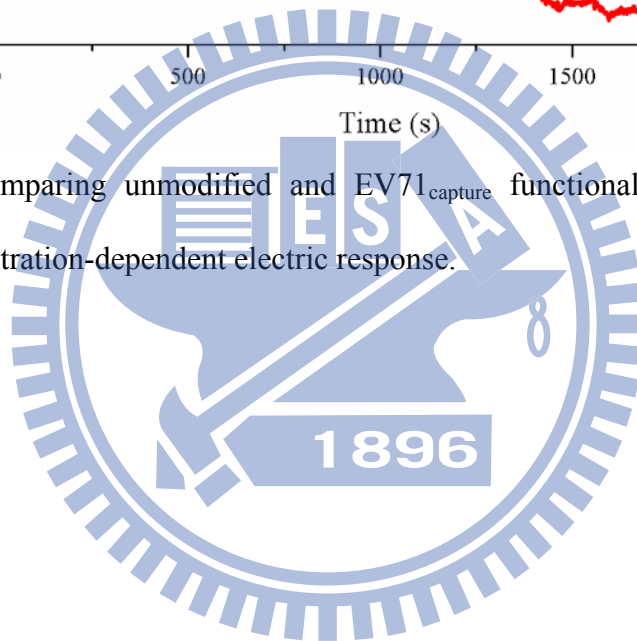 500 1000 1500
Time (s)
mparing unmodified and EV71capture functional
tration-dependent electric response.
E S A
1896